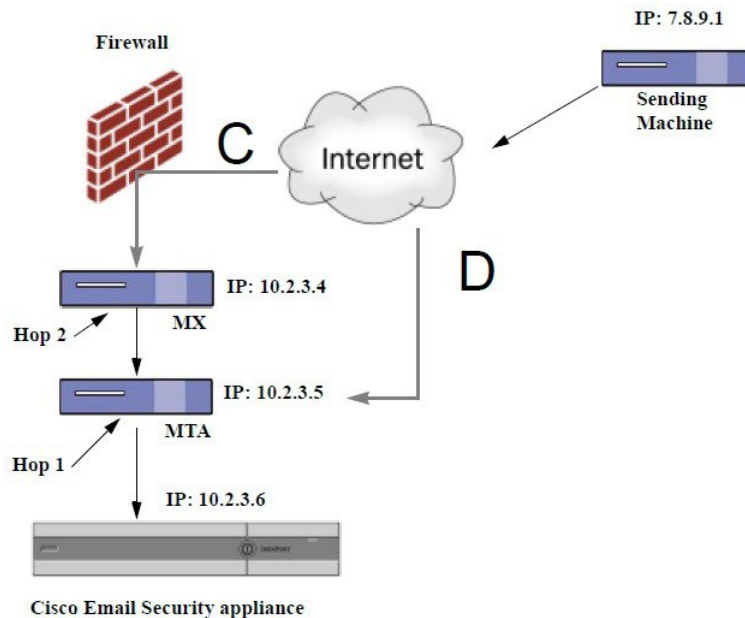 IP: 7.8.9.1
Firewall
Sending
Machine
C
Internet
D
IP: 10.2.3.4
MX
Hop 2
IP: 10.2.3.5
MTA
Hop 1
IP: 10.2.3.6
IRONPORT
Cisco Email Security appliance